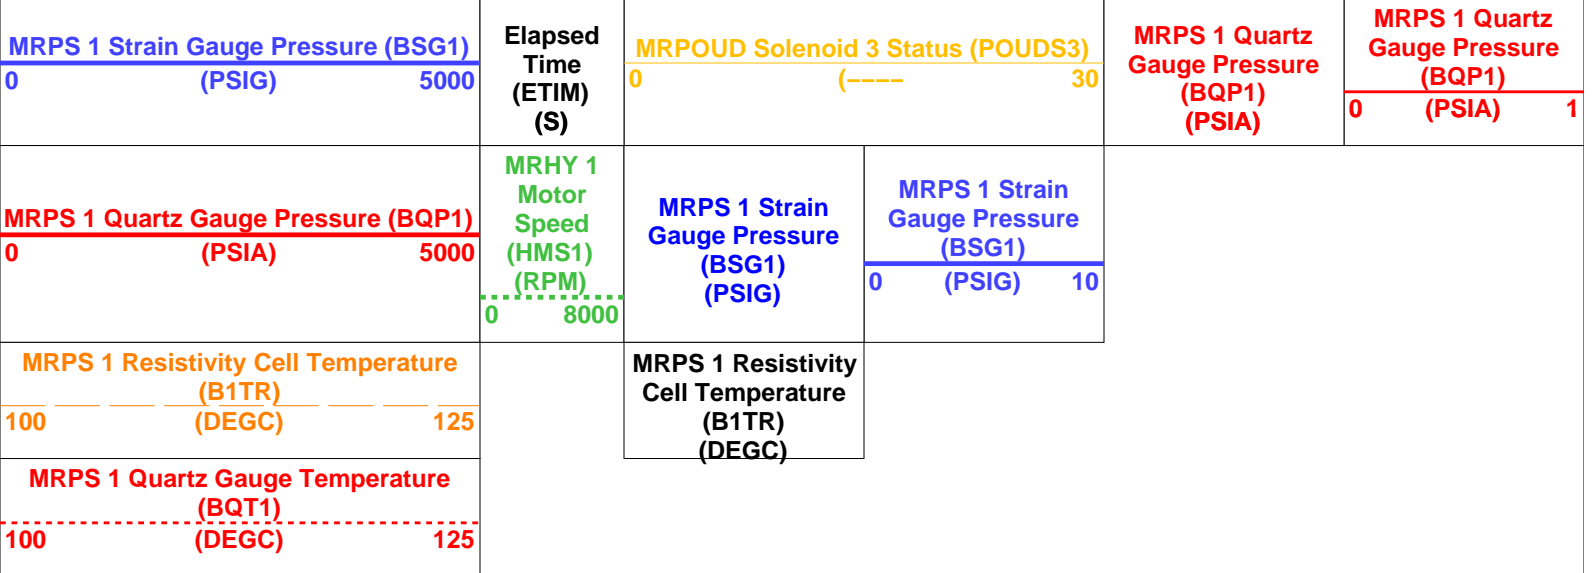 MRPS 1 Strain Gauge Pressure (BSG1)
0 (PSIG) 5000
Elapsed
Time
(ETIM)
(S)
MRPOUD Solenoid 3 Status (POUDS3)
0 (---- 30
MRPS 1 Quartz
Gauge Pressure
(BQP1)
(PSIA)
MRPS 1 Quartz
Gauge Pressure
(BQP1)
0 (PSIA) 1
MRPS 1 Quartz Gauge Pressure (BQP1)
0 (PSIA) 5000
MRHY 1
Motor
Speed
(HMS1)
(RPM)
0 8000
MRPS 1 Strain
Gauge Pressure
(BSG1)
(PSIG)
MRPS 1 Strain
Gauge Pressure
(BSG1)
0 (PSIG) 10
MRPS 1 Resistivity Cell Temperature
(B1TR)
100 (DEGC) 125
MRPS 1 Resistivity
Cell Temperature
(B1TR)
(DEGC)
MRPS 1 Quartz Gauge Temperature
(BQT1)
100 (DEGC) 125